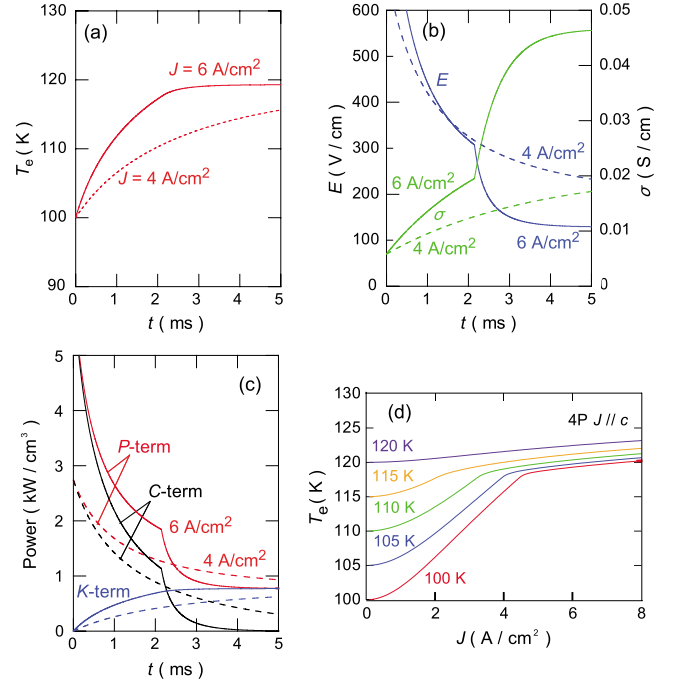 (a)
130
120
110
100
90
T_e ( K )
J = 6 A/cm²
J = 4 A/cm²
0 1 2 3 4 5
t ( ms )
(b)
600
500
400
300
200
100
0
E ( V / cm )
0.05
0.04
0.03
0.02
0.01
0
σ ( S / cm )
E
4 A/cm²
6 A/cm²
σ
4 A/cm²
6 A/cm²
0 1 2 3 4 5
t ( ms )
(c)
5
4
3
2
1
0
Power ( kW / cm³ )
P-term
C-term
6 A/cm²
4 A/cm²
K-term
0 1 2 3 4 5
t ( ms )
(d)
4P J // c
130
125
120
115
110
105
100
T_e ( K )
120 K
115 K
110 K
105 K
100 K
0 2 4 6 8
J ( A / cm² )